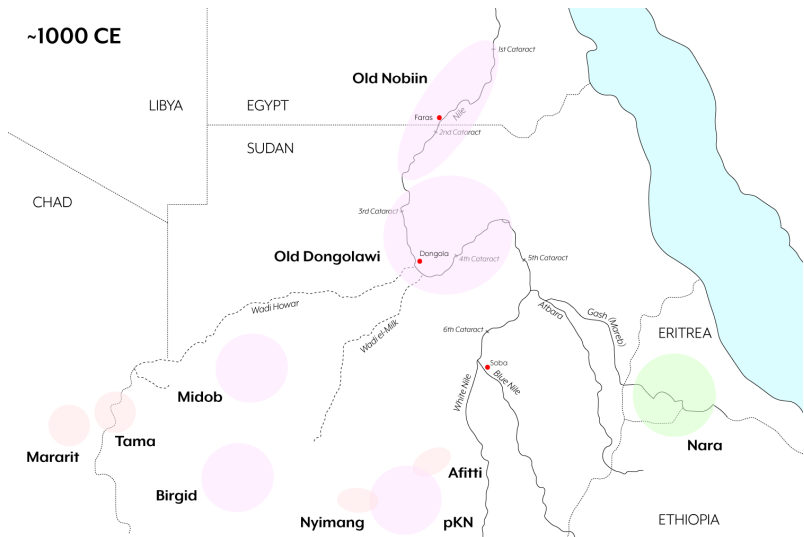 ~1000 CE
1st Cataract
Old Nobiin
LIBYA
EGYPT
Nile
Faras
2nd Cataract
SUDAN
CHAD
3rd Cataract
Old Dongolawi
Dongola
4th Cataract
5th Cataract
Wadi Howar
Wadi el-Milk
Atbara
Gash (Mareb)
6th Cataract
ERITREA
Soba
White Nile
Blue Nile
Midob
Tama
Mararit
Nara
Afitti
Birgid
Nyimang
pKN
ETHIOPIA